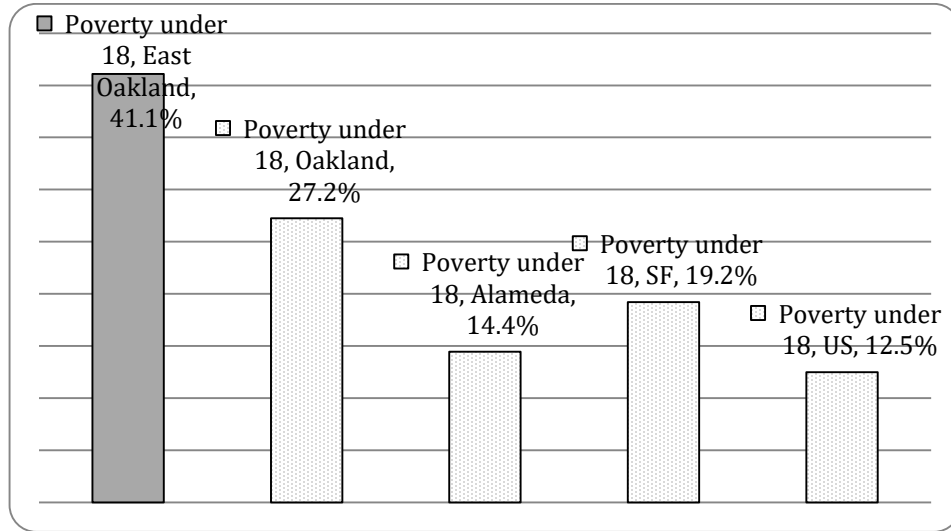 Poverty under
18, East
Oakland,
41.1%
Poverty under
18, Oakland,
27.2%
Poverty under
18, Alameda,
14.4%
Poverty under
18, SF, 19.2%
Poverty under
18, US, 12.5%